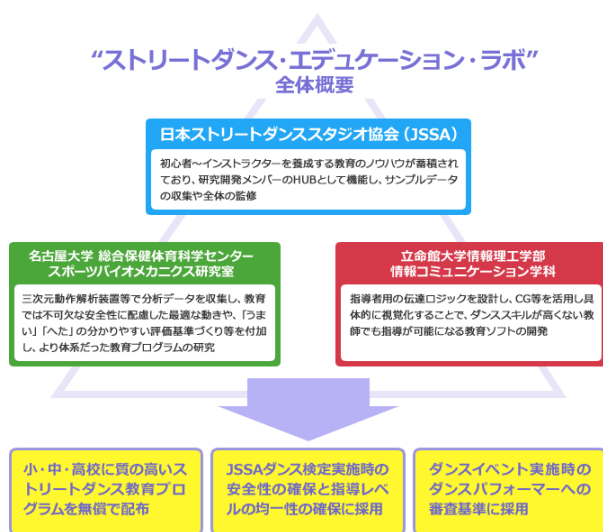 “ストリートダンス・エデュケーション・ラボ”
全体概要
日本ストリートダンススタジオ協会（JSSA）
初心者～インストラクターを養成する教育のノウハウが蓄積され
ており、研究開発メンバーのHUBとして機能し、サンプルデータ
の収集や全体の監修
名古屋大学 総合保健体育科学センター
スポーツバイオメカニクス研究室
三次元動作解析装置等で分析データを収集し、教育
では不可欠な安全性に配慮した最適な動きや、「うま
い」「へた」の分かりやすい評価基準づくり等を付加
し、より体系だった教育プログラムの研究
立命館大学情報理工学部
情報コミュニケーション学科
指導者用の伝達ロジックを設計し、CG等を活用し具
体的に視覚化することで、ダンススキルが高くない教
師でも指導が可能になる教育ソフトの開発
小・中・高校に質の高いス
トリートダンス教育プロ
グラムを無償で配布
JSSAダンス検定実施時の
安全性の確保と指導レベ
ルの均一性の確保に採用
ダンスイベント実施時の
ダンスパフォーマーへの
審査基準に採用